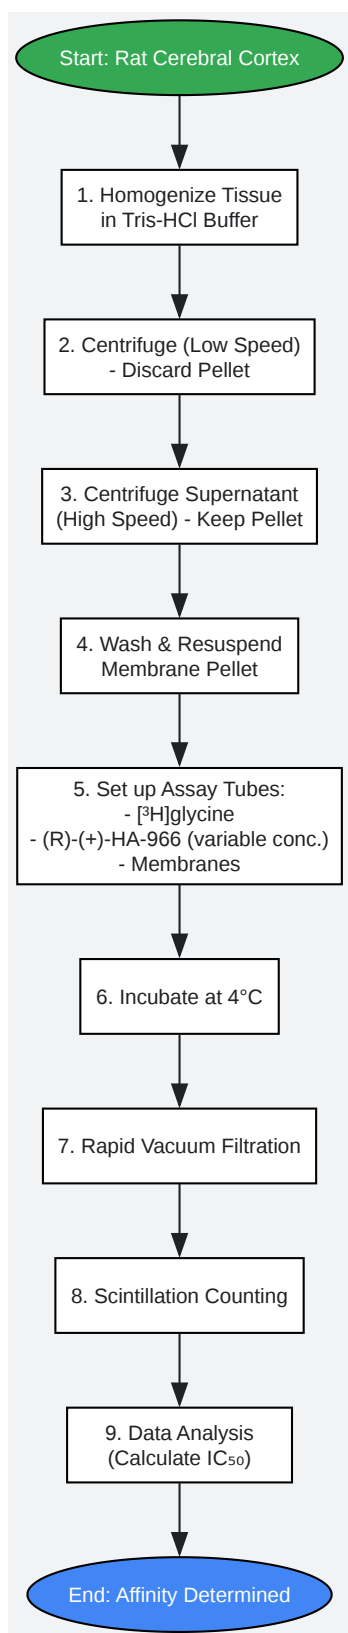 Start: Rat Cerebral Cortex
1. Homogenize Tissue
in Tris-HCl Buffer
2. Centrifuge (Low Speed)
- Discard Pellet
3. Centrifuge Supernatant
(High Speed) - Keep Pellet
4. Wash & Resuspend
Membrane Pellet
5. Set up Assay Tubes:
- [³H]glycine
- (R)-(+)-HA-966 (variable conc.)
- Membranes
6. Incubate at 4°C
7. Rapid Vacuum Filtration
8. Scintillation Counting
9. Data Analysis
(Calculate IC₅₀)
End: Affinity Determined